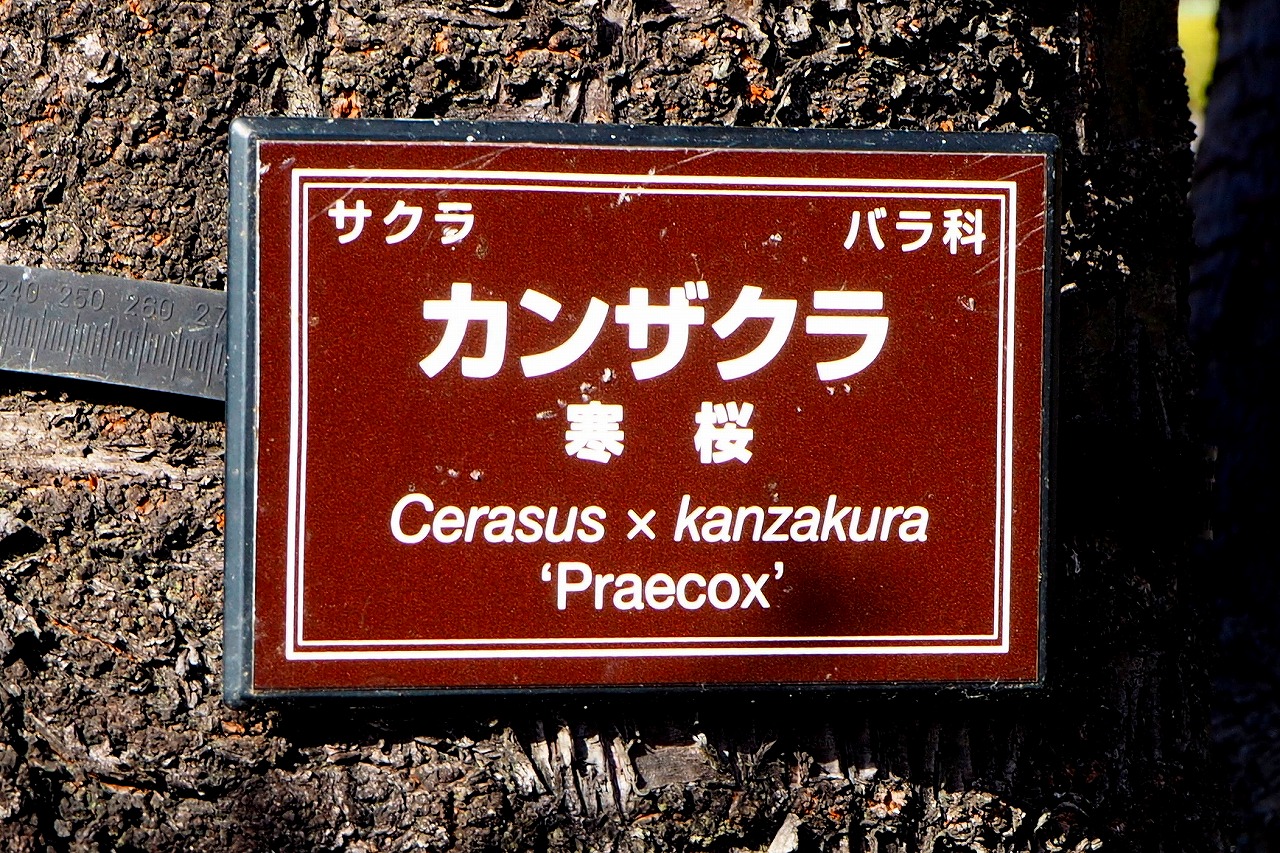 サクラ バラ科
カンザクラ
寒 桜
Cerasus × kanzakura
‘Praecox’
240 250 260 27